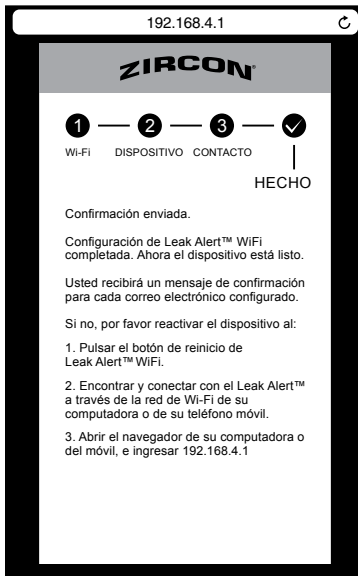 192.168.4.1
ZIRCON®
1 2 3
Wi-Fi DISPOSITIVO CONTACTO
HECHO
Confirmación enviada.
Configuración de Leak Alert™ WiFi
completada. Ahora el dispositivo está listo.
Usted recibirá un mensaje de confirmación
para cada correo electrónico configurado.
Si no, por favor reactivar el dispositivo al:
1. Pulsar el botón de reinicio de
Leak Alert™ WiFi.
2. Encontrar y conectar con el Leak Alert™
a través de la red de Wi-Fi de su
computadora o de su teléfono móvil.
3. Abrir el navegador de su computadora o
del móvil, e ingresar 192.168.4.1